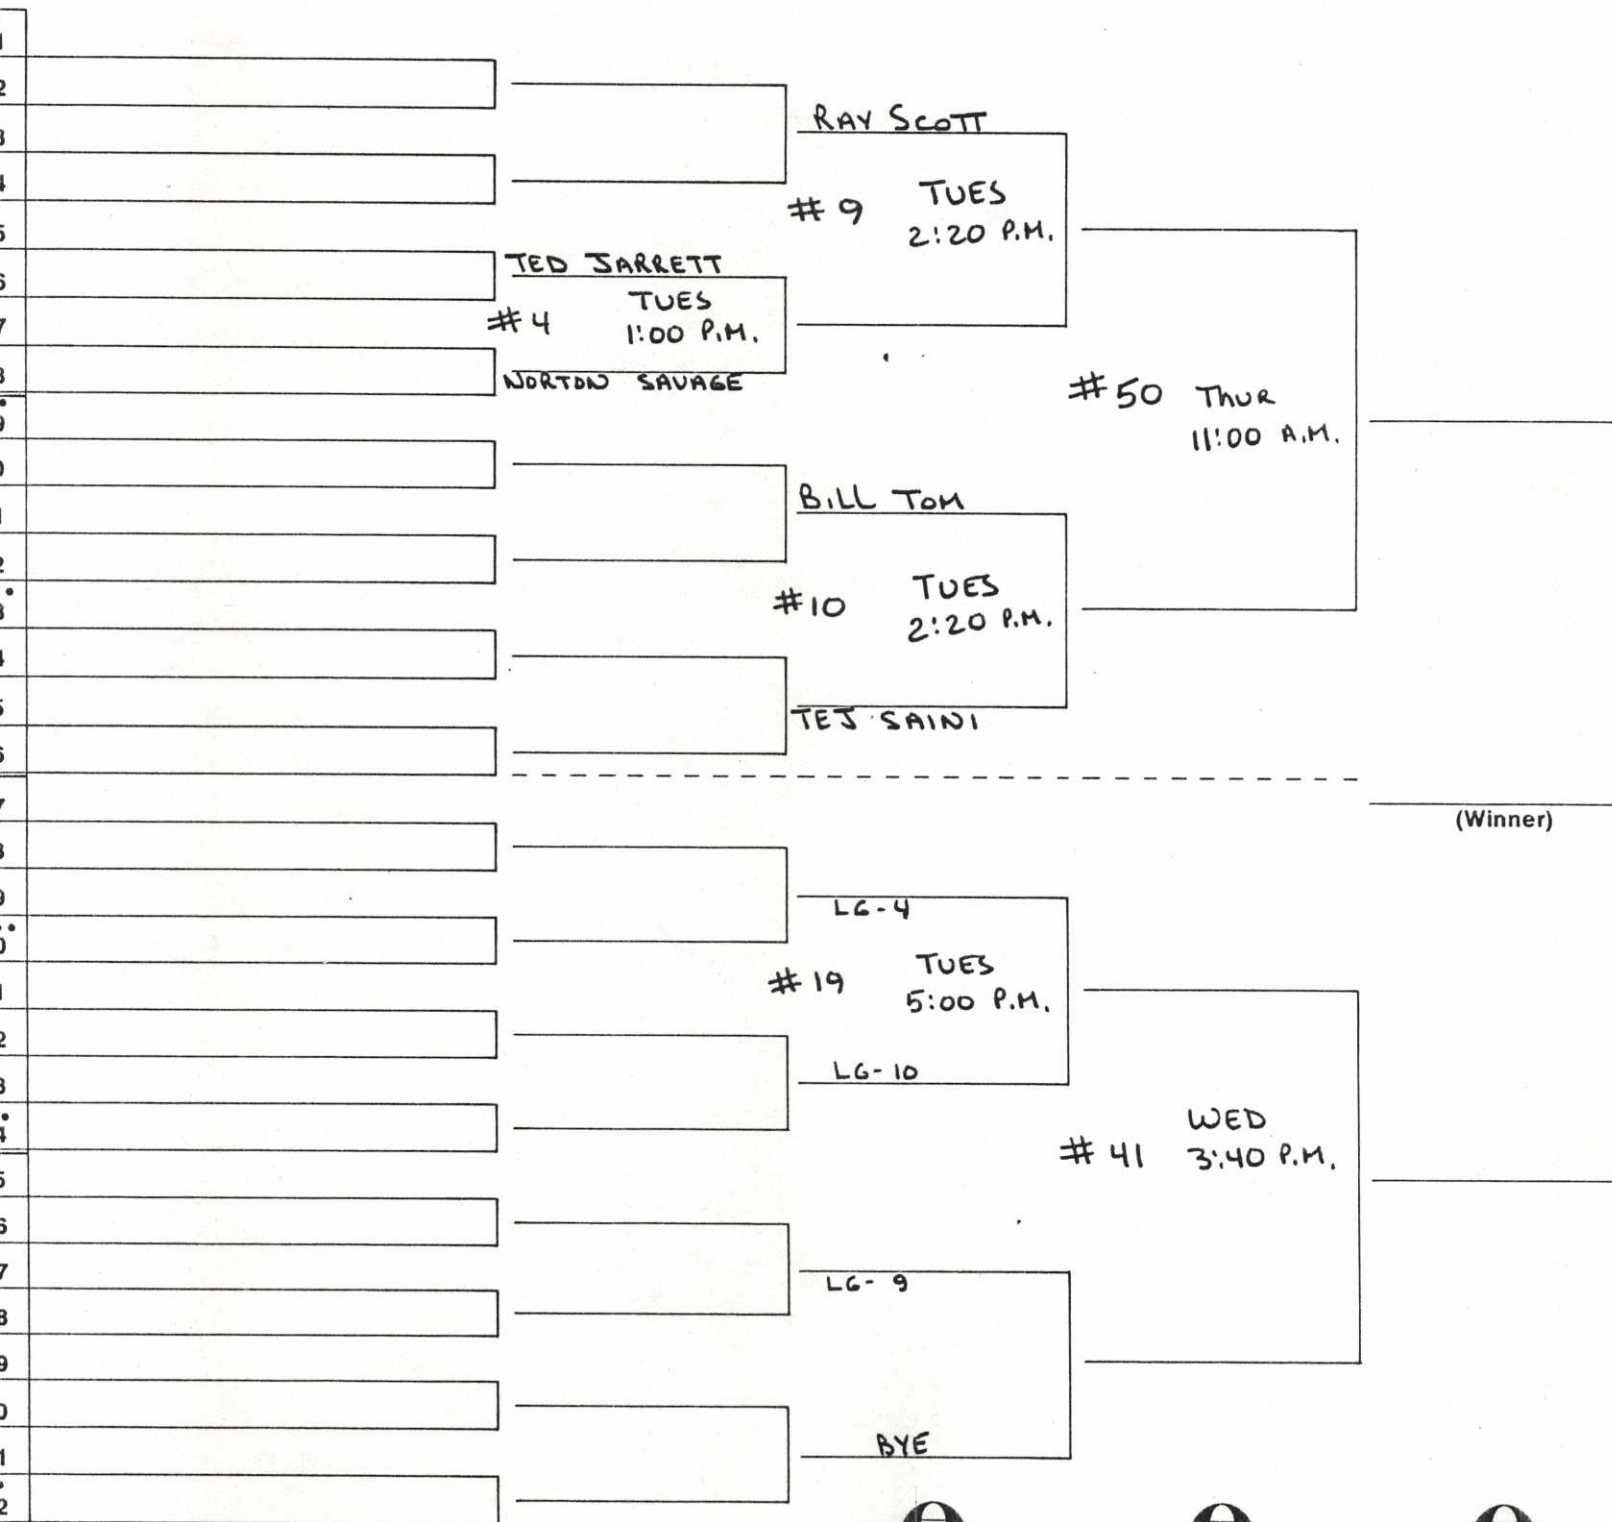 RAY SCOTT
#9 TUES
2:20 P.M.
TED JARRETT
#4 TUES
1:00 P.M.
NORTON SAVAGE
#50 Thur
11:00 A.M.
BILL TOM
#10 TUES
2:20 P.M.
TEJ SAINI
(Winner)
LG-4
#19 TUES
5:00 P.M.
LG-10
#41 WED
3:40 P.M.
LG-9
BYE